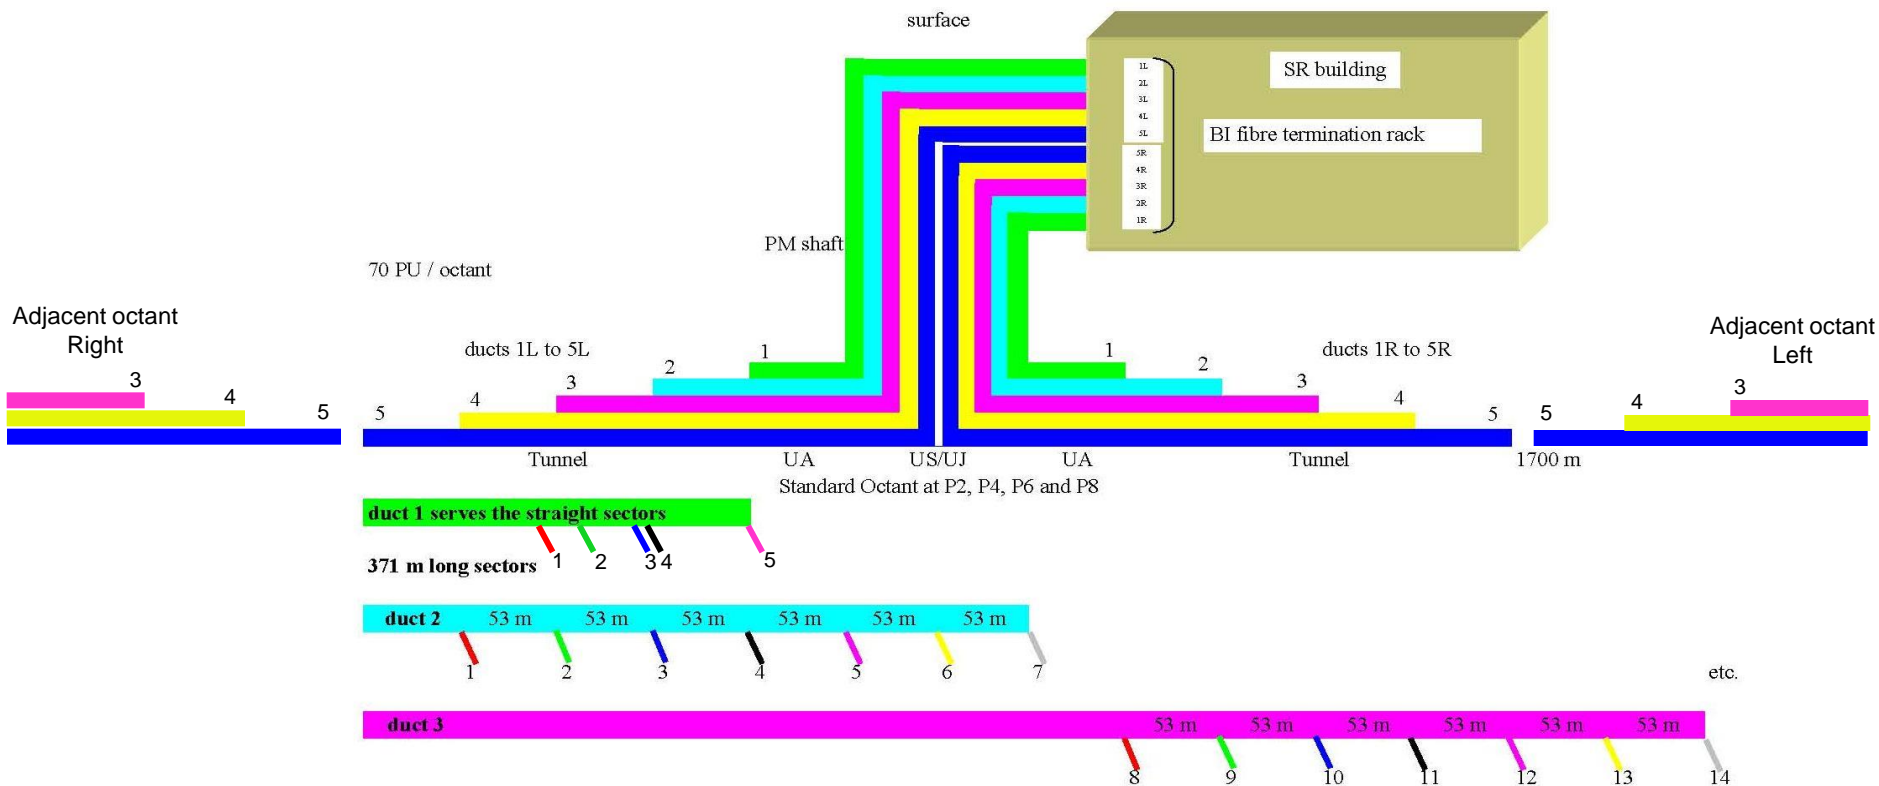 surface
SR building
BI fibre termination rack
1L
2L
3L
4L
5L
5R
4R
3R
2R
1R
PM shaft
70 PU / octant
Adjacent octant
Right
Adjacent octant
Left
ducts 1L to 5L
ducts 1R to 5R
1
2
3
4
5
1
2
3
4
5
3
4
5
3
4
5
Tunnel UA US/UJ UA Tunnel 1700 m
Standard Octant at P2, P4, P6 and P8
duct 1 serves the straight sectors
1 2 3 4 5
371 m long sectors
duct 2 53 m 53 m 53 m 53 m 53 m 53 m
1 2 3 4 5 6 7
etc.
duct 3 53 m 53 m 53 m 53 m 53 m 53 m
8 9 10 11 12 13 14